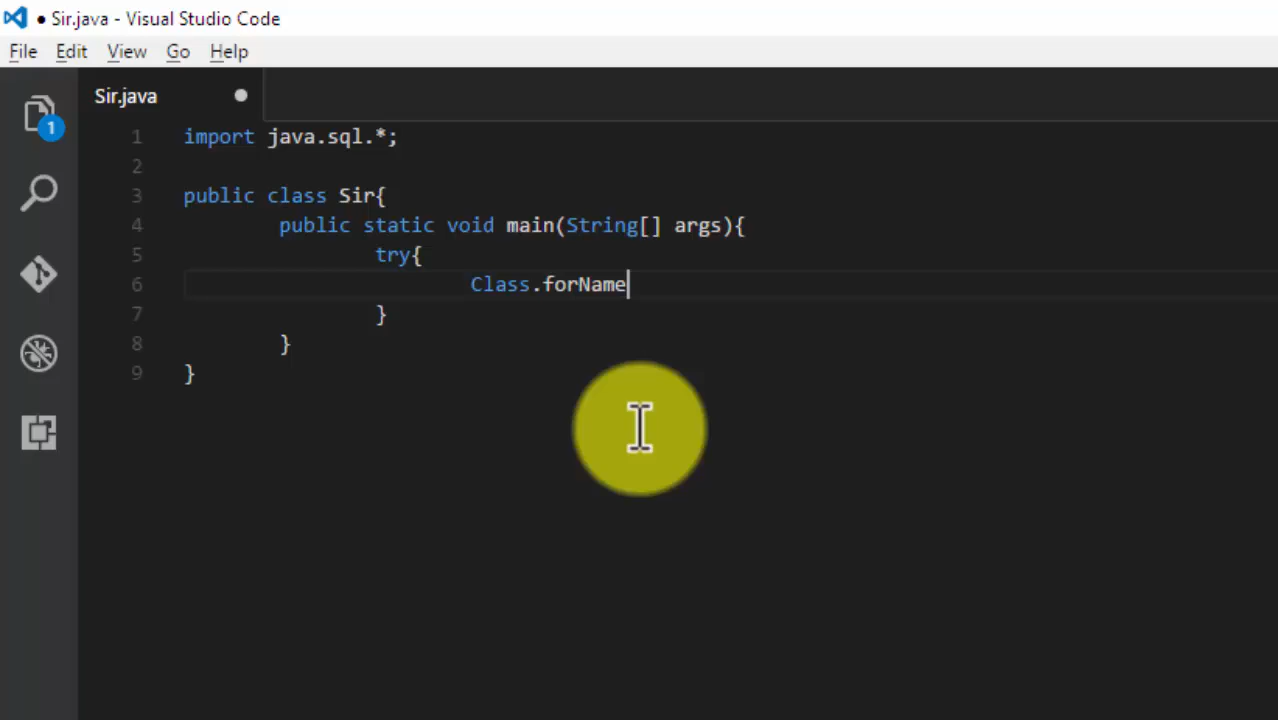 ● Sir.java - Visual Studio Code
File Edit View Go Help
Sir.java ●
1
1 import java.sql.*;
2
3 public class Sir{
4 public static void main(String[] args){
5 try{
6 Class.forName
7 }
8 }
9 }